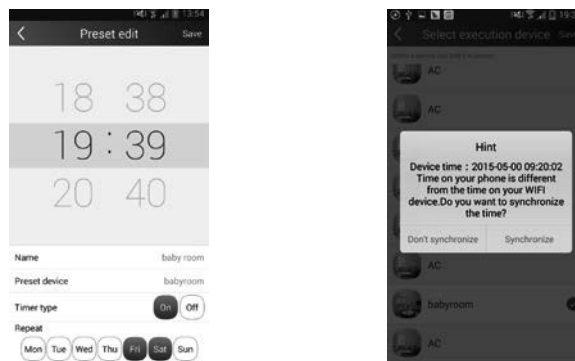 13:54
Preset edit
Save
18 38
19 : 39
20 40
Name
baby room
Preset device
babyroom
Timer type
On
Off
Repeat
Mon
Tue
Wed
Thu
Fri
Sat
Sun
Select execution device
AC
AC
Hint
Device time : 2015-05-00 09:20:02
Time on your phone is different
from the time on your WIFI
device.Do you want to synchronize
the time?
Don't synchronize
Synchronize
AC
babyroom
AC